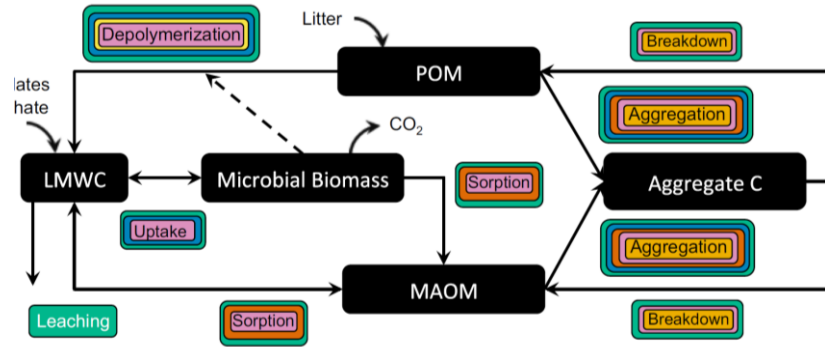 Depolymerization
Litter
Breakdown
POM
lates
hate
CO₂
Aggregation
LMWC
Microbial Biomass
Sorption
Aggregate C
Uptake
Aggregation
MAOM
Leaching
Sorption
Breakdown